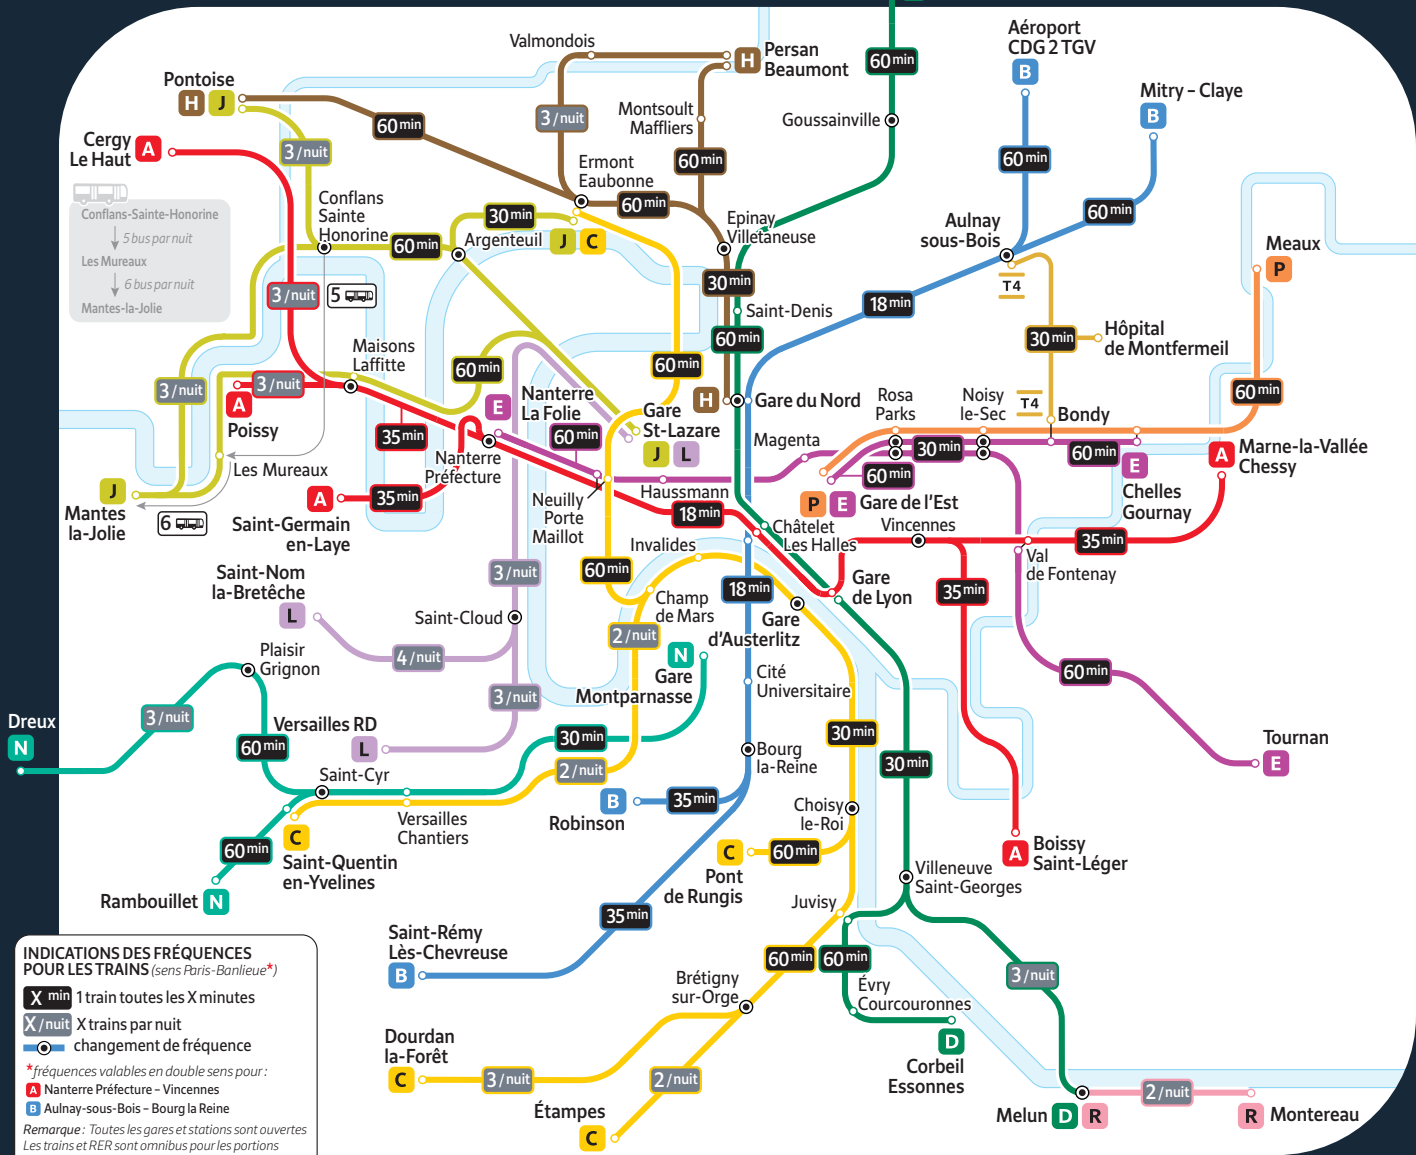 Aéroport
CDG 2 TGV
B
Valmondois
H
Persan
Beaumont
60 min
Pontoise
H J
Mitry – Claye
B
3/nuit
Montsoult
Maffliers
Goussainville
60 min
Cergy
Le Haut
A
3/nuit
Ermont
Eaubonne
60 min
60 min
Conflans-Sainte-Honorine
5 bus par nuit
Les Mureaux
6 bus par nuit
Mantes-la-Jolie
Conflans
Sainte
Honorine
30 min
60 min
60 min
Argenteuil
J C
Epinay
Villetaneuse
Aulnay
sous-Bois
60 min
Meaux
P
T4
3/nuit
5
30 min
Saint-Denis
18 min
60 min
30 min
Hôpital
de Montfermeil
Maisons
Laffitte
3/nuit
3/nuit
60 min
60 min
A
Poissy
E
Nanterre
La Folie
H
Gare du Nord
Rosa
Parks
Noisy
le-Sec
T4
Bondy
60 min
35 min
60 min
Gare
St-Lazare
J L
Magenta
30 min
60 min
E
Chelles
Gournay
A
Marne-la-Vallée
Chessy
Les Mureaux
Nanterre
Préfecture
60 min
J
Mantes
la-Jolie
6
A
Saint-Germain
en-Laye
35 min
Neuilly
Porte
Maillot
Haussmann
18 min
P E
Gare de l'Est
Vincennes
Châtelet
Les Halles
35 min
Invalides
Val
de Fontenay
Saint-Nom
la-Bretêche
L
3/nuit
60 min
18 min
Gare
de Lyon
35 min
Saint-Cloud
Champ
de Mars
Gare
d'Austerlitz
2/nuit
4/nuit
N
Gare
Montparnasse
Cité
Universitaire
60 min
Plaisir
Grignon
3/nuit
Dreux
N
3/nuit
Versailles RD
L
60 min
30 min
30 min
30 min
Tournan
E
Bourg
la-Reine
2/nuit
Saint-Cyr
B
Robinson
35 min
Choisy
le-Roi
Versailles
Chantiers
C
Saint-Quentin
en-Yvelines
60 min
C
Pont
de Rungis
60 min
A
Boissy
Saint-Léger
Villeneuve
Saint-Georges
Rambouillet
N
Juvisy
35 min
Saint-Rémy
Lès-Chevreuse
B
60 min
60 min
3/nuit
Brétigny
sur-Orge
Évry
Courcouronnes
Dourdan
la-Forêt
C
3/nuit
2/nuit
D
Corbeil
Essonnes
Étampes
C
Melun
D R
2/nuit
R
Montereau
INDICATIONS DES FRÉQUENCES
POUR LES TRAINS (sens Paris-Banlieue*)
X min 1 train toutes les X minutes
X/nuit X trains par nuit
changement de fréquence
*fréquences valables en double sens pour :
A Nanterre Préfecture – Vincennes
B Aulnay-sous-Bois – Bourg la Reine
Remarque : Toutes les gares et stations sont ouvertes
Les trains et RER sont omnibus pour les portions